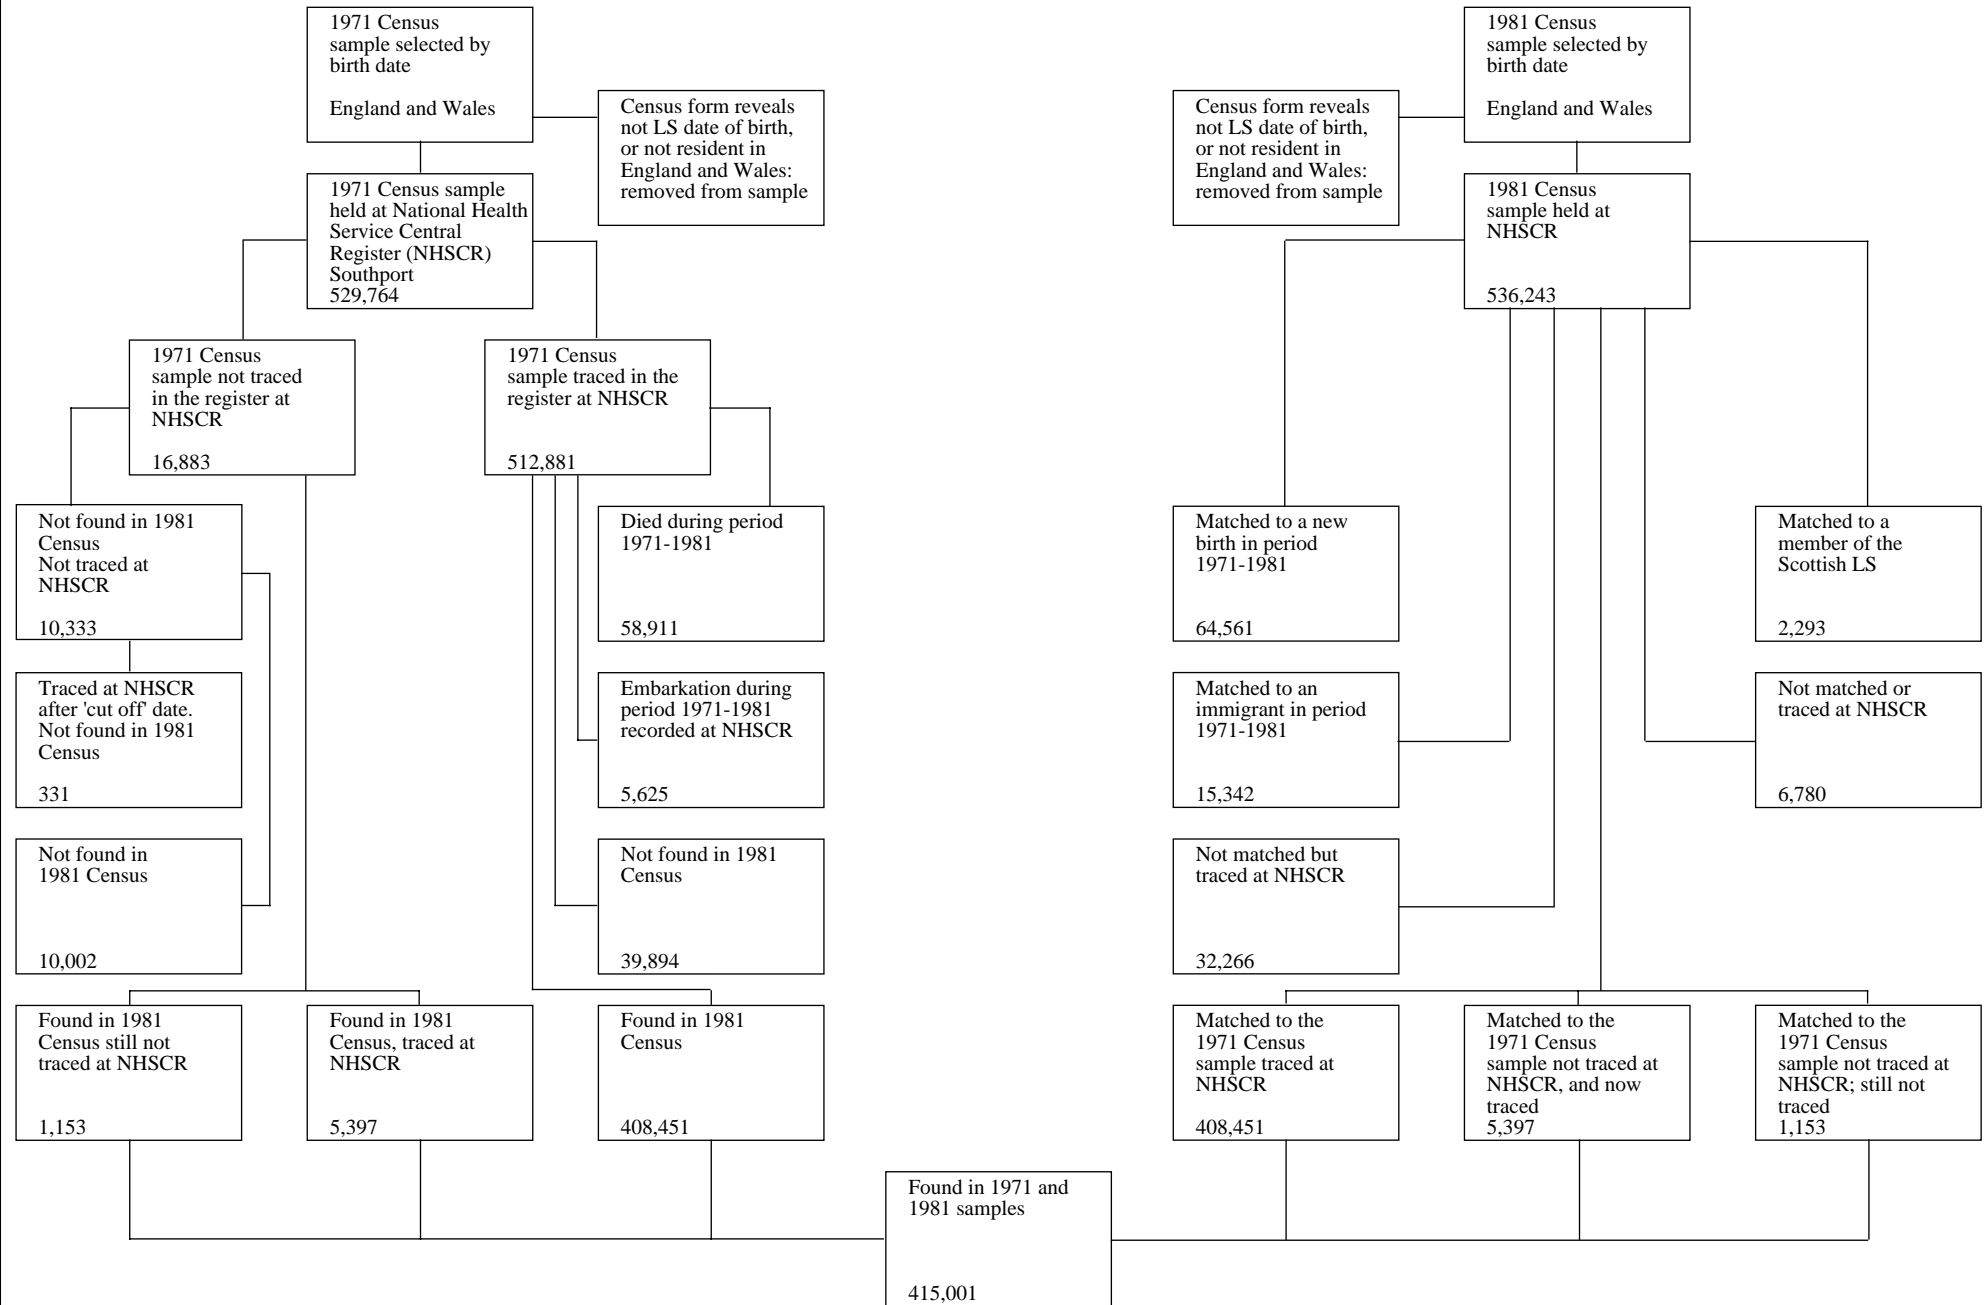 1971 Census
sample selected by
birth date
England and Wales
Census form reveals
not LS date of birth,
or not resident in
England and Wales:
removed from sample
1971 Census sample
held at National Health
Service Central
Register (NHSCR)
Southport
529,764
1971 Census
sample not traced
in the register at
NHSCR
16,883
1971 Census
sample traced in the
register at NHSCR
512,881
Not found in 1981
Census
Not traced at
NHSCR
10,333
Died during period
1971-1981
58,911
Traced at NHSCR
after 'cut off' date.
Not found in 1981
Census
331
Embarkation during
period 1971-1981
recorded at NHSCR
5,625
Not found in
1981 Census
10,002
Not found in 1981
Census
39,894
Found in 1981
Census still not
traced at NHSCR
1,153
Found in 1981
Census, traced at
NHSCR
5,397
Found in 1981
Census
408,451
1981 Census
sample selected by
birth date
England and Wales
Census form reveals
not LS date of birth,
or not resident in
England and Wales:
removed from sample
1981 Census
sample held at
NHSCR
536,243
Matched to a new
birth in period
1971-1981
64,561
Matched to a
member of the
Scottish LS
2,293
Matched to an
immigrant in period
1971-1981
15,342
Not matched or
traced at NHSCR
6,780
Not matched but
traced at NHSCR
32,266
Matched to the
1971 Census
sample traced at
NHSCR
408,451
Matched to the
1971 Census
sample not traced at
NHSCR, and now
traced
5,397
Matched to the
1971 Census
sample not traced at
NHSCR; still not
traced
1,153
Found in 1971 and
1981 samples
415,001